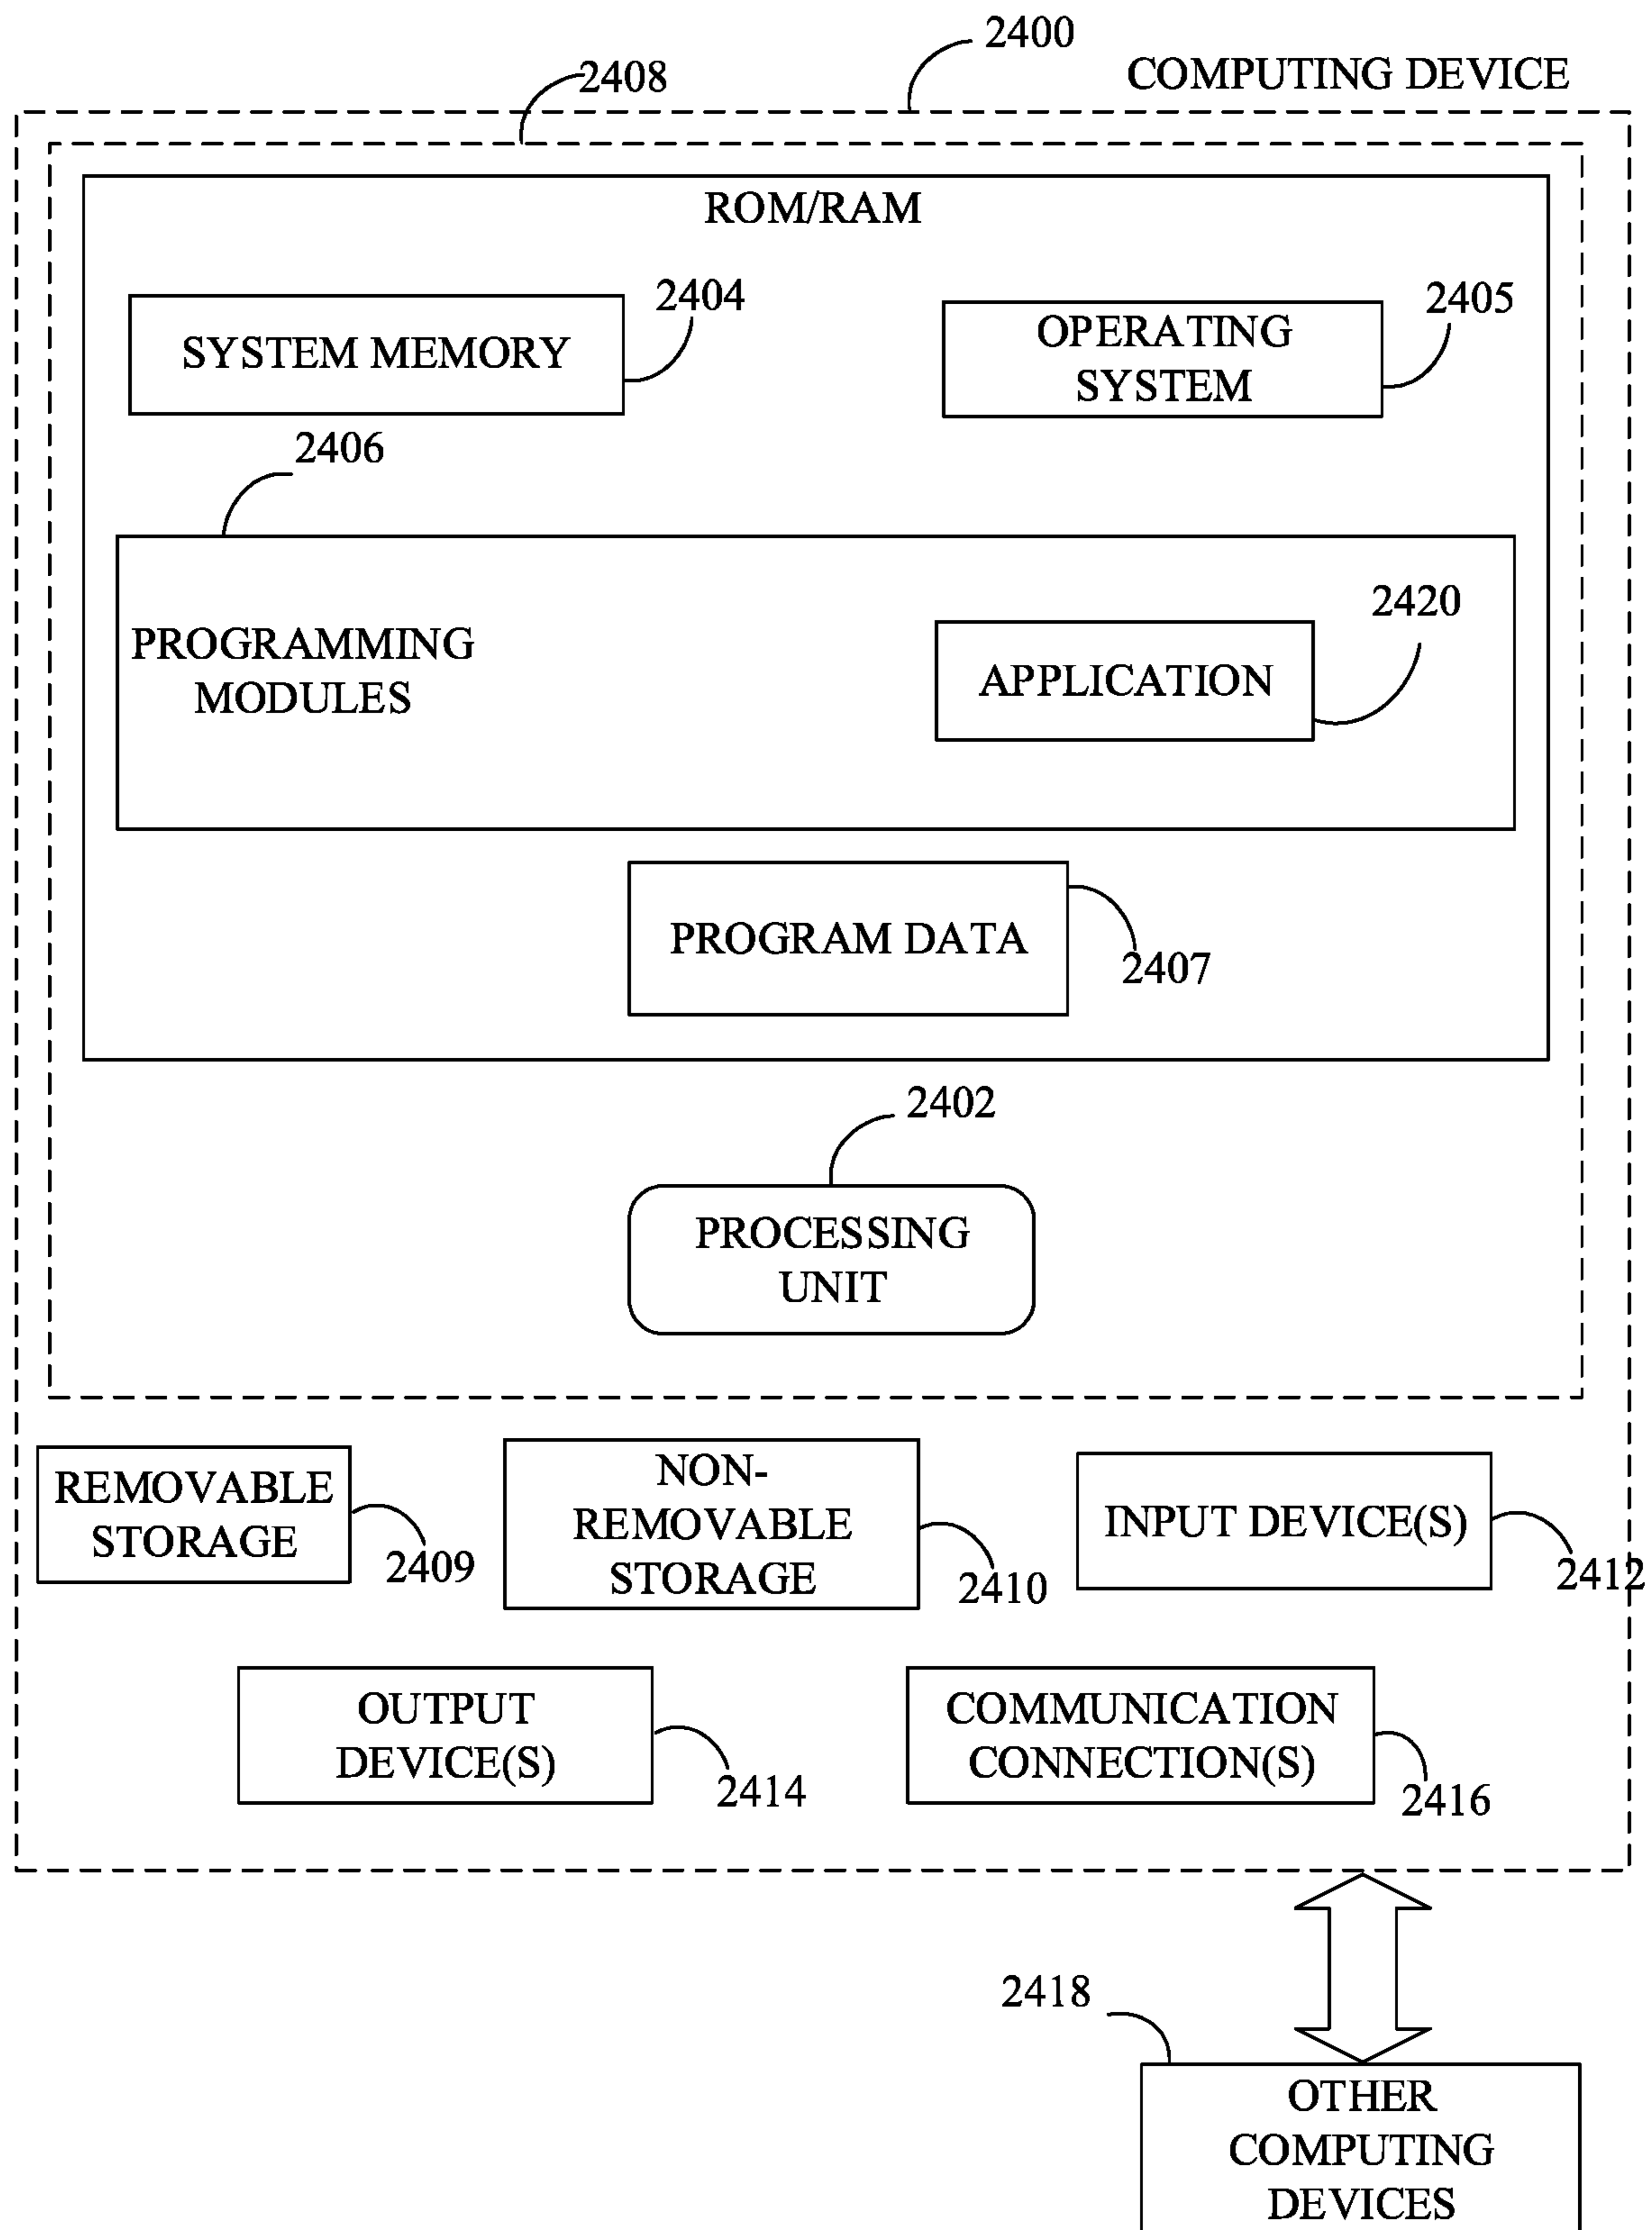 2400
COMPUTING DEVICE
2408
ROM/RAM
SYSTEM MEMORY
2404
OPERATING
SYSTEM
2405
2406
PROGRAMMING
MODULES
APPLICATION
2420
PROGRAM DATA
2407
2402
PROCESSING
UNIT
REMOVABLE
STORAGE
2409
NON-
REMOVABLE
STORAGE
2410
INPUT DEVICE(S)
2412
OUTPUT
DEVICE(S)
2414
COMMUNICATION
CONNECTION(S)
2416
2418
OTHER
COMPUTING
DEVICES